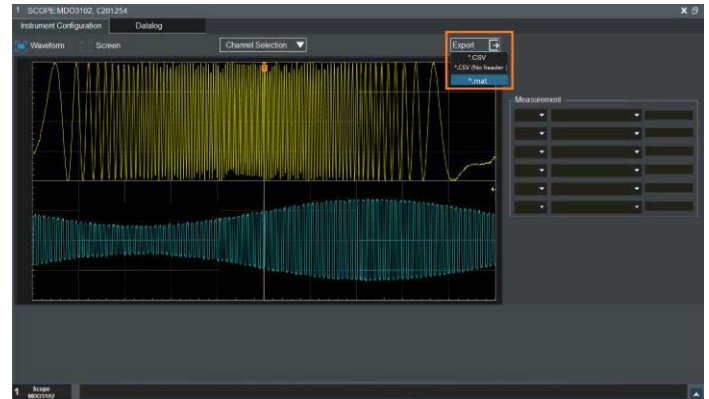 1 SCOPE MDO3102, C201254
Instrument Configuration Datalog
Waveform Screen Channel Selection Export
*.CSV
*.CSV (No header )
*.mat
Measurement
1 Scope
MDO3102